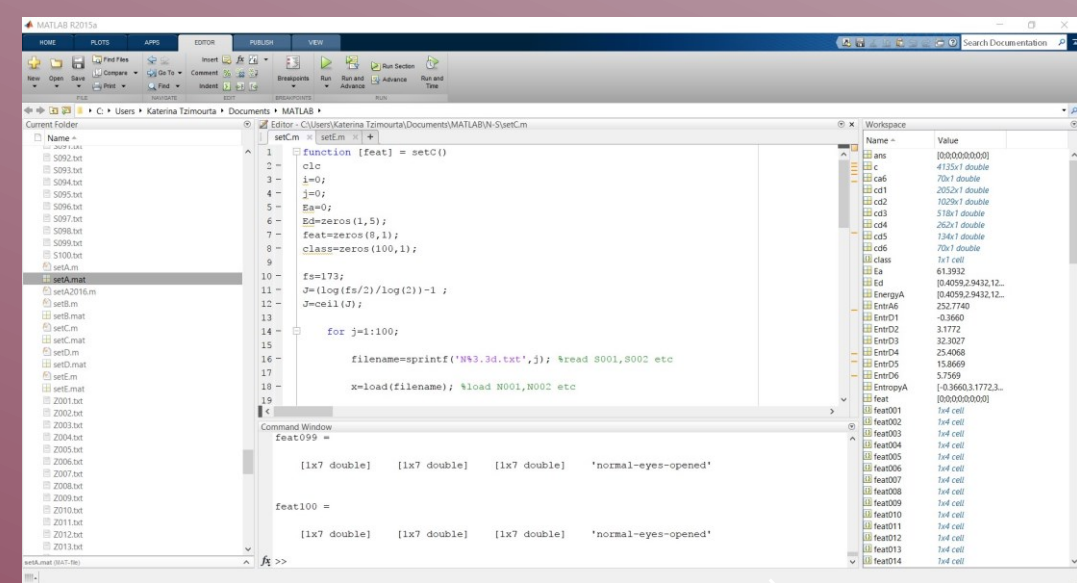 MATLAB R2015a
HOME PLOTS APPS EDITOR PUBLISH VIEW
Search Documentation
New Open Save
Find Files
Compare
Print
Go To
Find
Insert
Comment
Indent
Breakpoints
Run
Run and Advance
Run Section
Advance
Run and Time
FILE NAVIGATE EDIT BREAKPOINTS RUN
C: Users Katerina Tzimourta Documents MATLAB
Current Folder
Name
S091.txt
S092.txt
S093.txt
S094.txt
S095.txt
S096.txt
S097.txt
S098.txt
S099.txt
S100.txt
setA.m
setA.mat
setA2016.m
setB.m
setB.mat
setC.m
setC.mat
setD.m
setD.mat
setE.m
setE.mat
Z001.txt
Z002.txt
Z003.txt
Z004.txt
Z005.txt
Z006.txt
Z007.txt
Z008.txt
Z009.txt
Z010.txt
Z011.txt
Z012.txt
Z013.txt
setA.mat (MAT-file)
Editor - C:\Users\Katerina Tzimourta\Documents\MATLAB\N-S\setC.m
setC.m setE.m
1 function [feat] = setC()
2 clc
3 i=0;
4 j=0;
5 Ea=0;
6 Ed=zeros(1,5);
7 feat=zeros(8,1);
8 class=zeros(100,1);
9
10 fs=173;
11 J=(log(fs/2)/log(2))-1 ;
12 J=ceil(J);
13
14 for j=1:100;
15
16 filename=sprintf('N%3.3d.txt',j); %read S001,S002 etc
17
18 x=load(filename); %load N001,N002 etc
19
Command Window
feat099 =
[1x7 double] [1x7 double] [1x7 double] 'normal-eyes-opened'
feat100 =
[1x7 double] [1x7 double] [1x7 double] 'normal-eyes-opened'
fx >>
Workspace
Name Value
ans [0;0;0;0;0;0;0;0]
c 4135x1 double
ca6 70x1 double
cd1 2052x1 double
cd2 1029x1 double
cd3 518x1 double
cd4 262x1 double
cd5 134x1 double
cd6 70x1 double
class 1x1 cell
Ea 61.3932
Ed [0.4059,2.9432,12...
EnergyA [0.4059,2.9432,12...
EntrA6 252.7740
EntrD1 -0.3660
EntrD2 3.1772
EntrD3 32.3027
EntrD4 25.4068
EntrD5 15.8669
EntrD6 5.7569
EntropyA [-0.3660,3.1772,3...
feat [0;0;0;0;0;0;0;0]
feat001 1x4 cell
feat002 1x4 cell
feat003 1x4 cell
feat004 1x4 cell
feat005 1x4 cell
feat006 1x4 cell
feat007 1x4 cell
feat008 1x4 cell
feat009 1x4 cell
feat010 1x4 cell
feat011 1x4 cell
feat012 1x4 cell
feat013 1x4 cell
feat014 1x4 cell